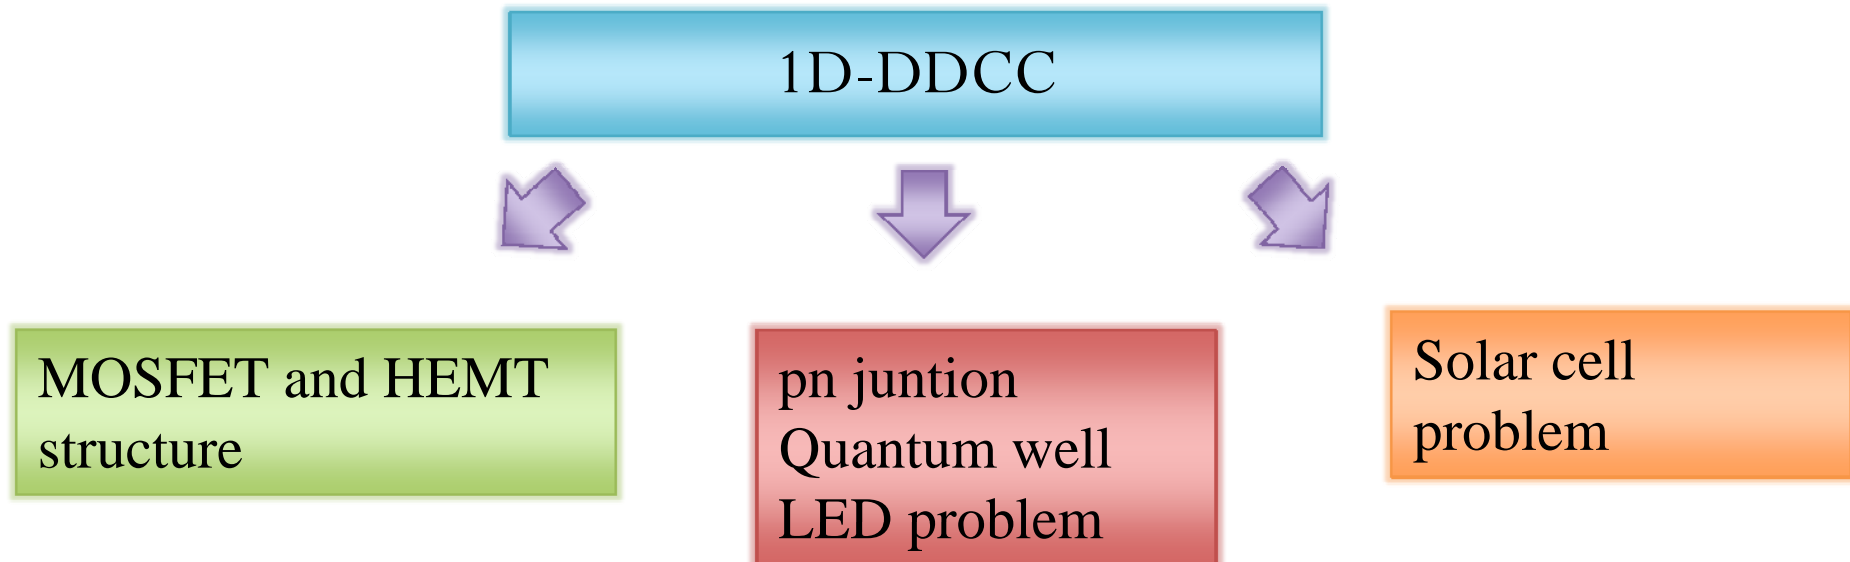 1D-DDCC
MOSFET and HEMT
structure
pn juntion
Quantum well
LED problem
Solar cell
problem